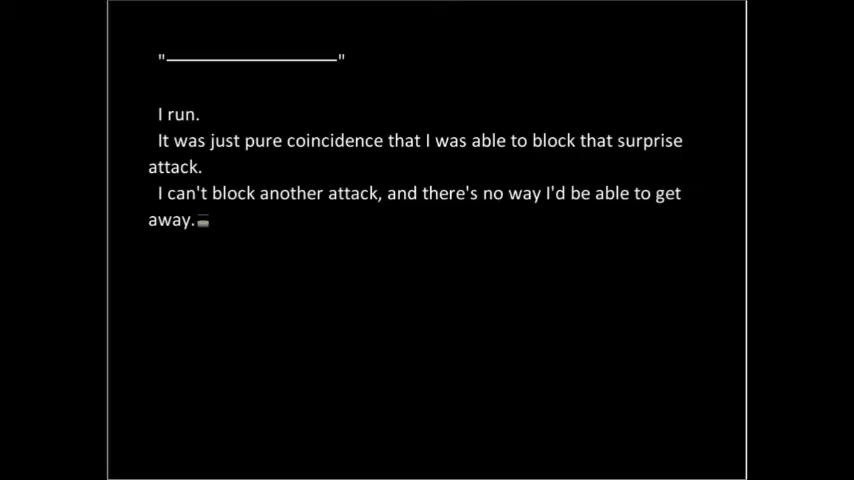 "―――――――――"
I run.
It was just pure coincidence that I was able to block that surprise
attack.
I can't block another attack, and there's no way I'd be able to get
away.